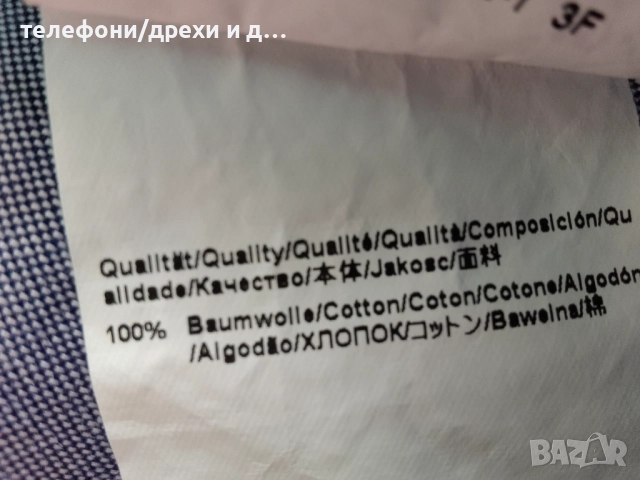 телефони/дрехи и д...
3F
Qualität/Quality/Qualité/Qualità/Composición/Qu
alidade/Качество/本体/Jakosc/面料
100% Baumwolle/Cotton/Coton/Cotone/Algodón
/Algodão/ХЛОПОК/コットン/Bawelna/棉
BAZAR